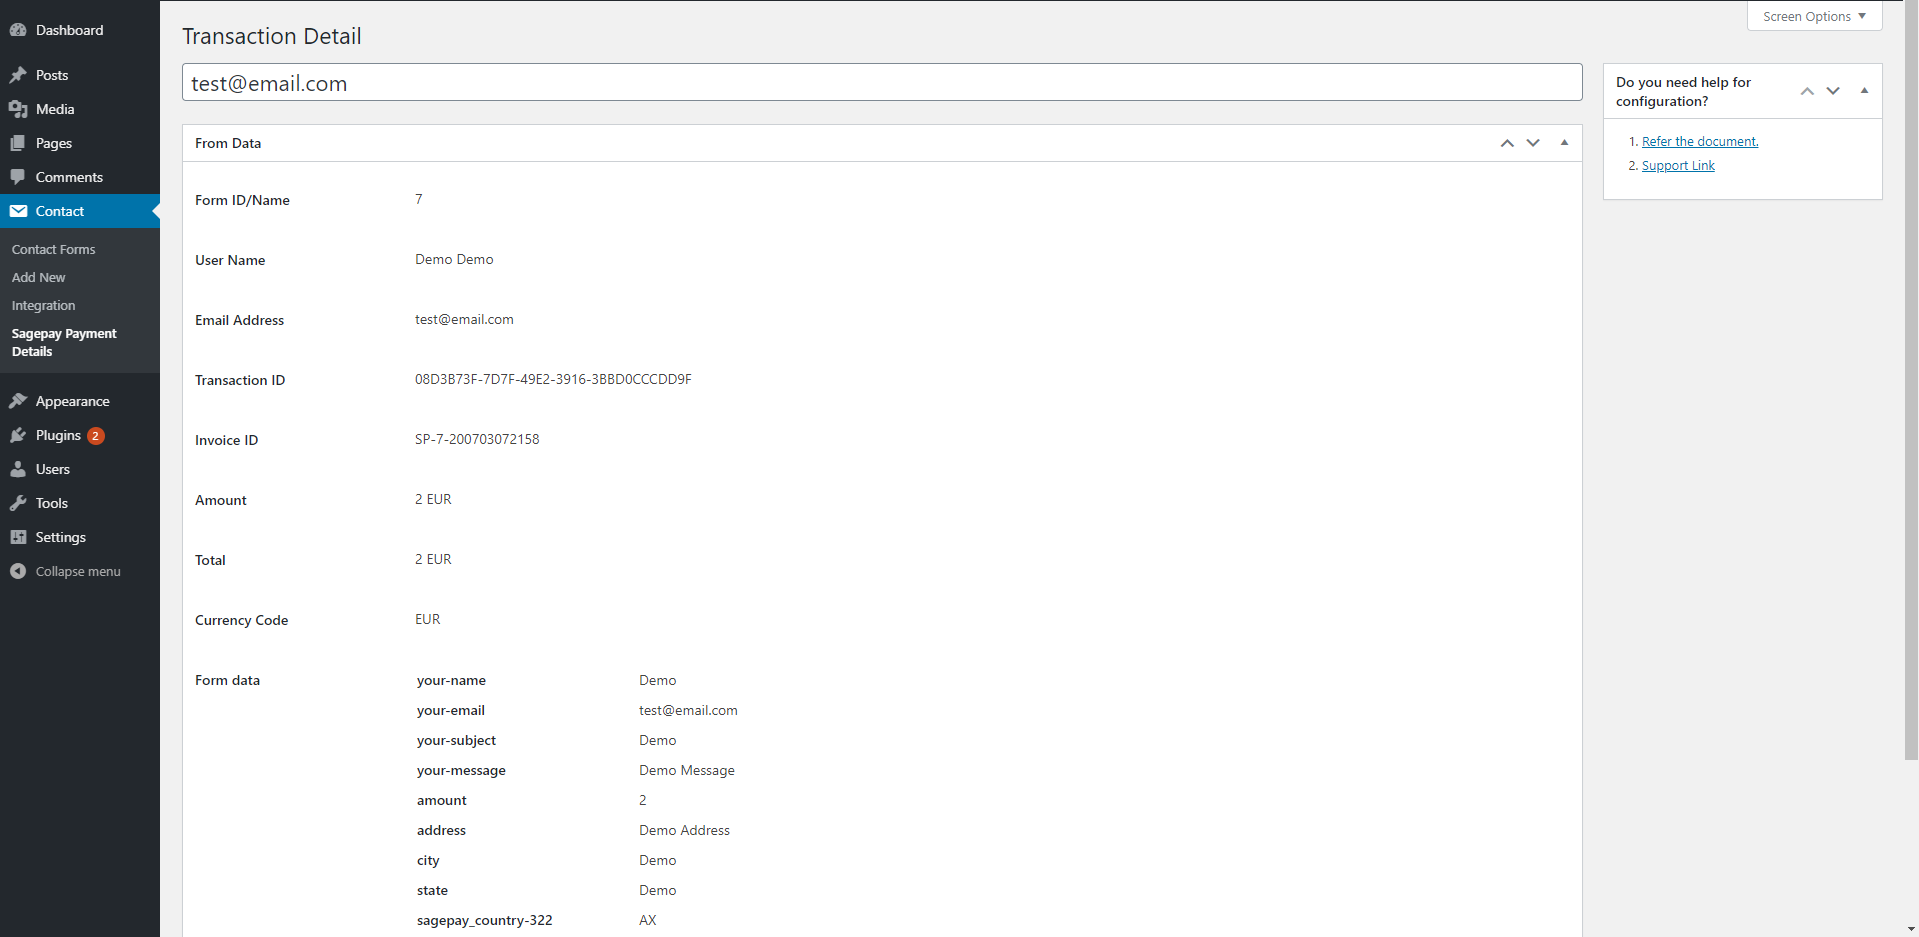 Dashboard
Posts
Media
Pages
Comments
Contact
Contact Forms
Add New
Integration
Sagepay Payment
Details
Appearance
Plugins 2
Users
Tools
Settings
Collapse menu
Screen Options
Transaction Detail
test@email.com
From Data
Form ID/Name 7
User Name Demo Demo
Email Address test@email.com
Transaction ID 08D3B73F-7D7F-49E2-3916-3BBD0CCCDD9F
Invoice ID SP-7-200703072158
Amount 2 EUR
Total 2 EUR
Currency Code EUR
Form data your-name Demo
your-email test@email.com
your-subject Demo
your-message Demo Message
amount 2
address Demo Address
city Demo
state Demo
sagepay_country-322 AX
Do you need help for
configuration?
1. Refer the document.
2. Support Link